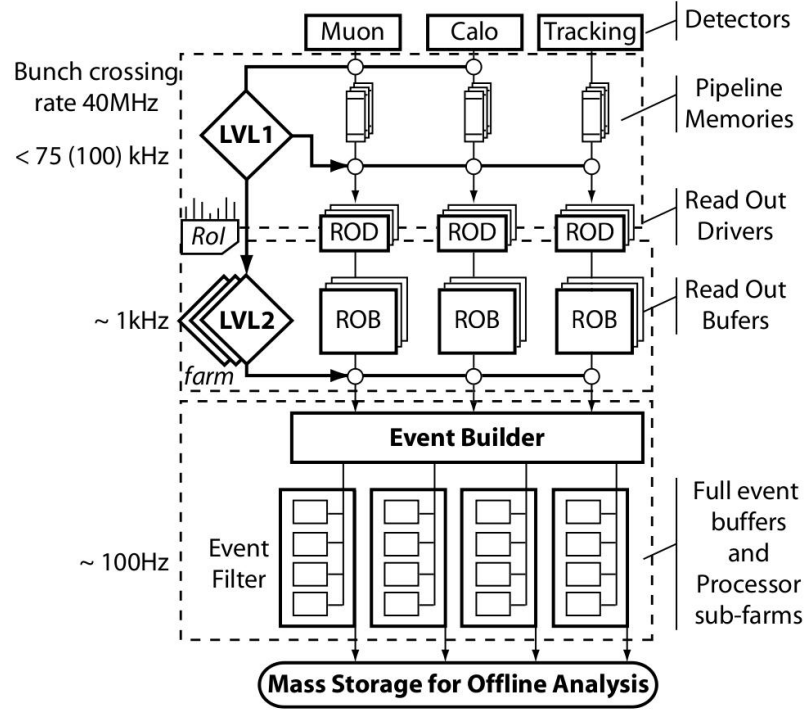 Muon
Calo
Tracking
Detectors
Bunch crossing
rate 40MHz
Pipeline
Memories
LVL1
< 75 (100) kHz
RoI
ROD
ROD
ROD
Read Out
Drivers
~ 1kHz
LVL2
farm
ROB
ROB
ROB
Read Out
Bufers
Event Builder
~ 100Hz
Event
Filter
Full event
buffers
and
Processor
sub-farms
Mass Storage for Offline Analysis